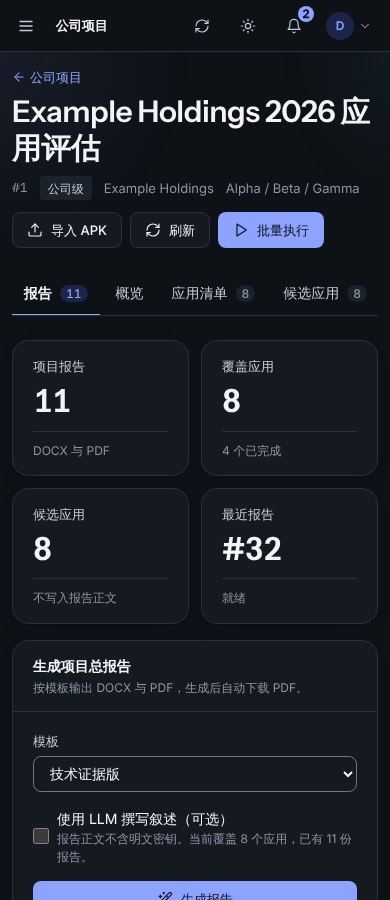 公司项目
2
D
公司项目
Example Holdings 2026 应
用评估
#1 公司级 Example Holdings Alpha / Beta / Gamma
导入 APK 刷新 批量执行
报告 11 概览 应用清单 8 候选应用 8
项目报告
11
DOCX 与 PDF
覆盖应用
8
4 个已完成
候选应用
8
不写入报告正文
最近报告
#32
就绪
生成项目总报告
按模板输出 DOCX 与 PDF，生成后自动下载 PDF。
模板
技术证据版
使用 LLM 撰写叙述（可选）
报告正文不含明文密钥。当前覆盖 8 个应用，已有 11 份
报告。
生成报告